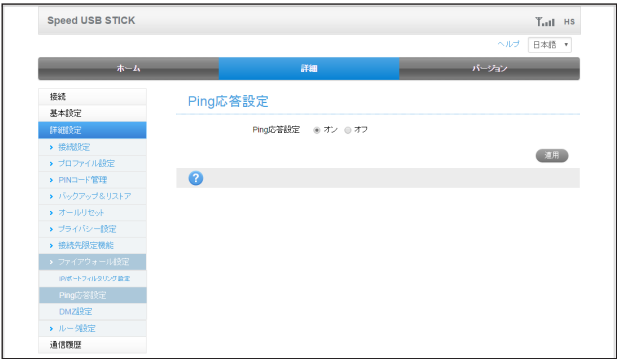 Speed USB STICK
HS
ヘルプ 日本語
ホーム 詳細 バージョン
接続
基本設定
詳細設定
接続設定
プロファイル設定
PINコード管理
バックアップ&リストア
オールリセット
プライバシー設定
接続先限定機能
ファイアウォール設定
IPポートフィルタリング設定
Ping応答設定
DMZ設定
ルータ設定
通信履歴
Ping応答設定
Ping応答設定 オン オフ
適用
?